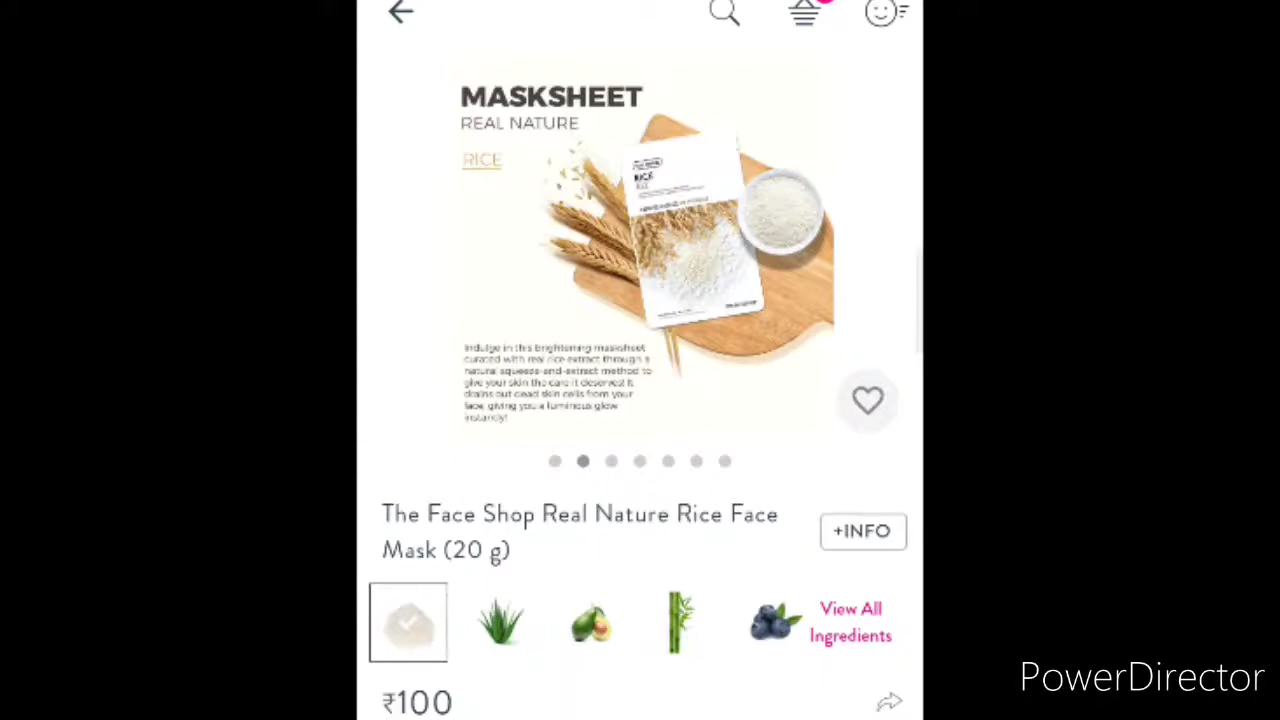 MASKSHEET
REAL NATURE
RICE
RICE
Indulge in this brightening masksheet
curated with real rice extract through a
natural squeeze-and-extract method to
give your skin the care it deserves! It
drains out dead skin cells from your
face, giving you a luminous glow
instantly!
The Face Shop Real Nature Rice Face
Mask (20 g)
+INFO
View All
Ingredients
₹100
PowerDirector